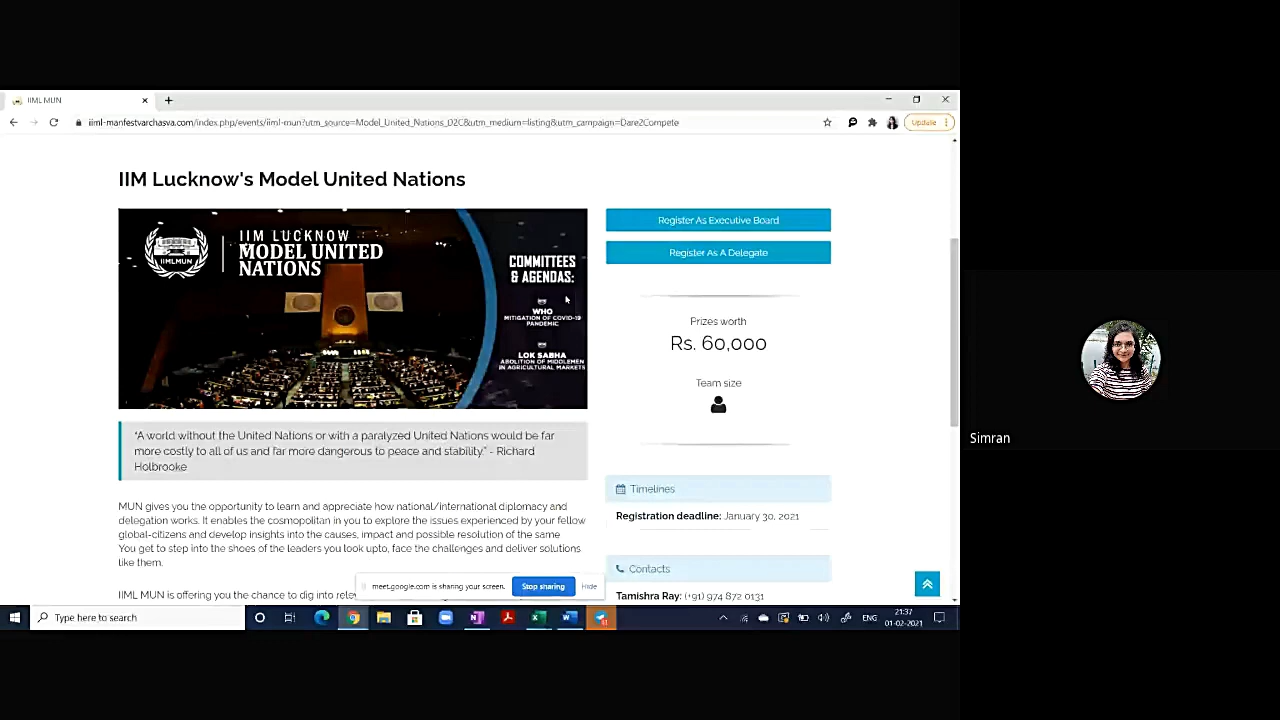 IIML MUN
iiml-manfestvarchasva.com/index.php/events/iiml-mun?utm_source=Model_United_Nations_D2C&utm_medium=listing&utm_campaign=Dare2Compete
Update
IIM Lucknow's Model United Nations
IIMLMUN
IIM LUCKNOW
MODEL UNITED
NATIONS
COMMITTEES
& AGENDAS:
WHO
MITIGATION OF COVID-19
PANDEMIC
LOK SABHA
ABOLITION OF MIDDLEMEN
IN AGRICULTURAL MARKETS
Register As Executive Board
Register As A Delegate
Prizes worth
Rs. 60,000
Team size
"A world without the United Nations or with a paralyzed United Nations would be far
more costly to all of us and far more dangerous to peace and stability." - Richard
Holbrooke
Timelines
Registration deadline: January 30, 2021
MUN gives you the opportunity to learn and appreciate how national/international diplomacy and
delegation works. It enables the cosmopolitan in you to explore the issues experienced by your fellow
global-citizens and develop insights into the causes, impact and possible resolution of the same
You get to step into the shoes of the leaders you look upto, face the challenges and deliver solutions
like them.
Contacts
Tamishra Ray: (+91) 974 872 0131
IIML MUN is offering you the chance to dig into
meet.google.com is sharing your screen.
Stop sharing
Hide
Type here to search
ENG
21:37
01-02-2021
Simran